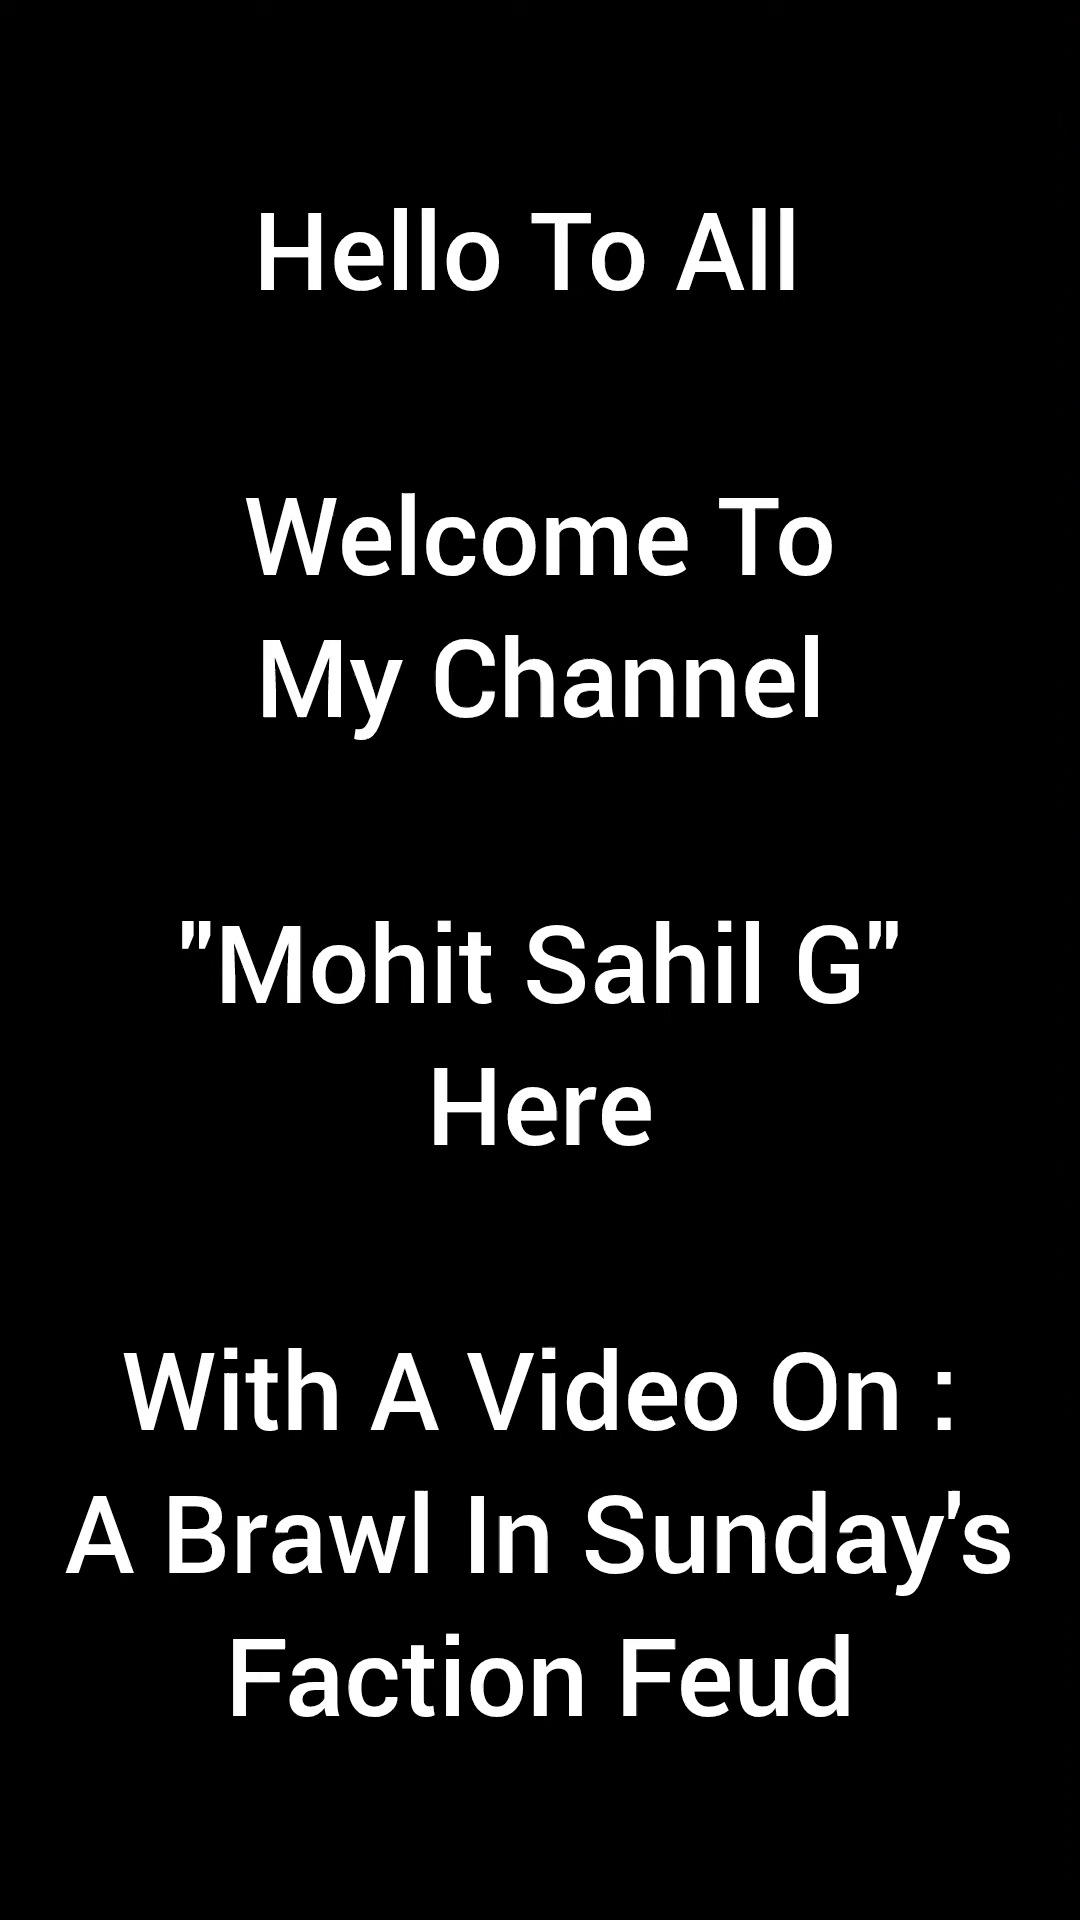 Hello To All
Welcome To
My Channel
"Mohit Sahil G"
Here
With A Video On :
A Brawl In Sunday's
Faction Feud